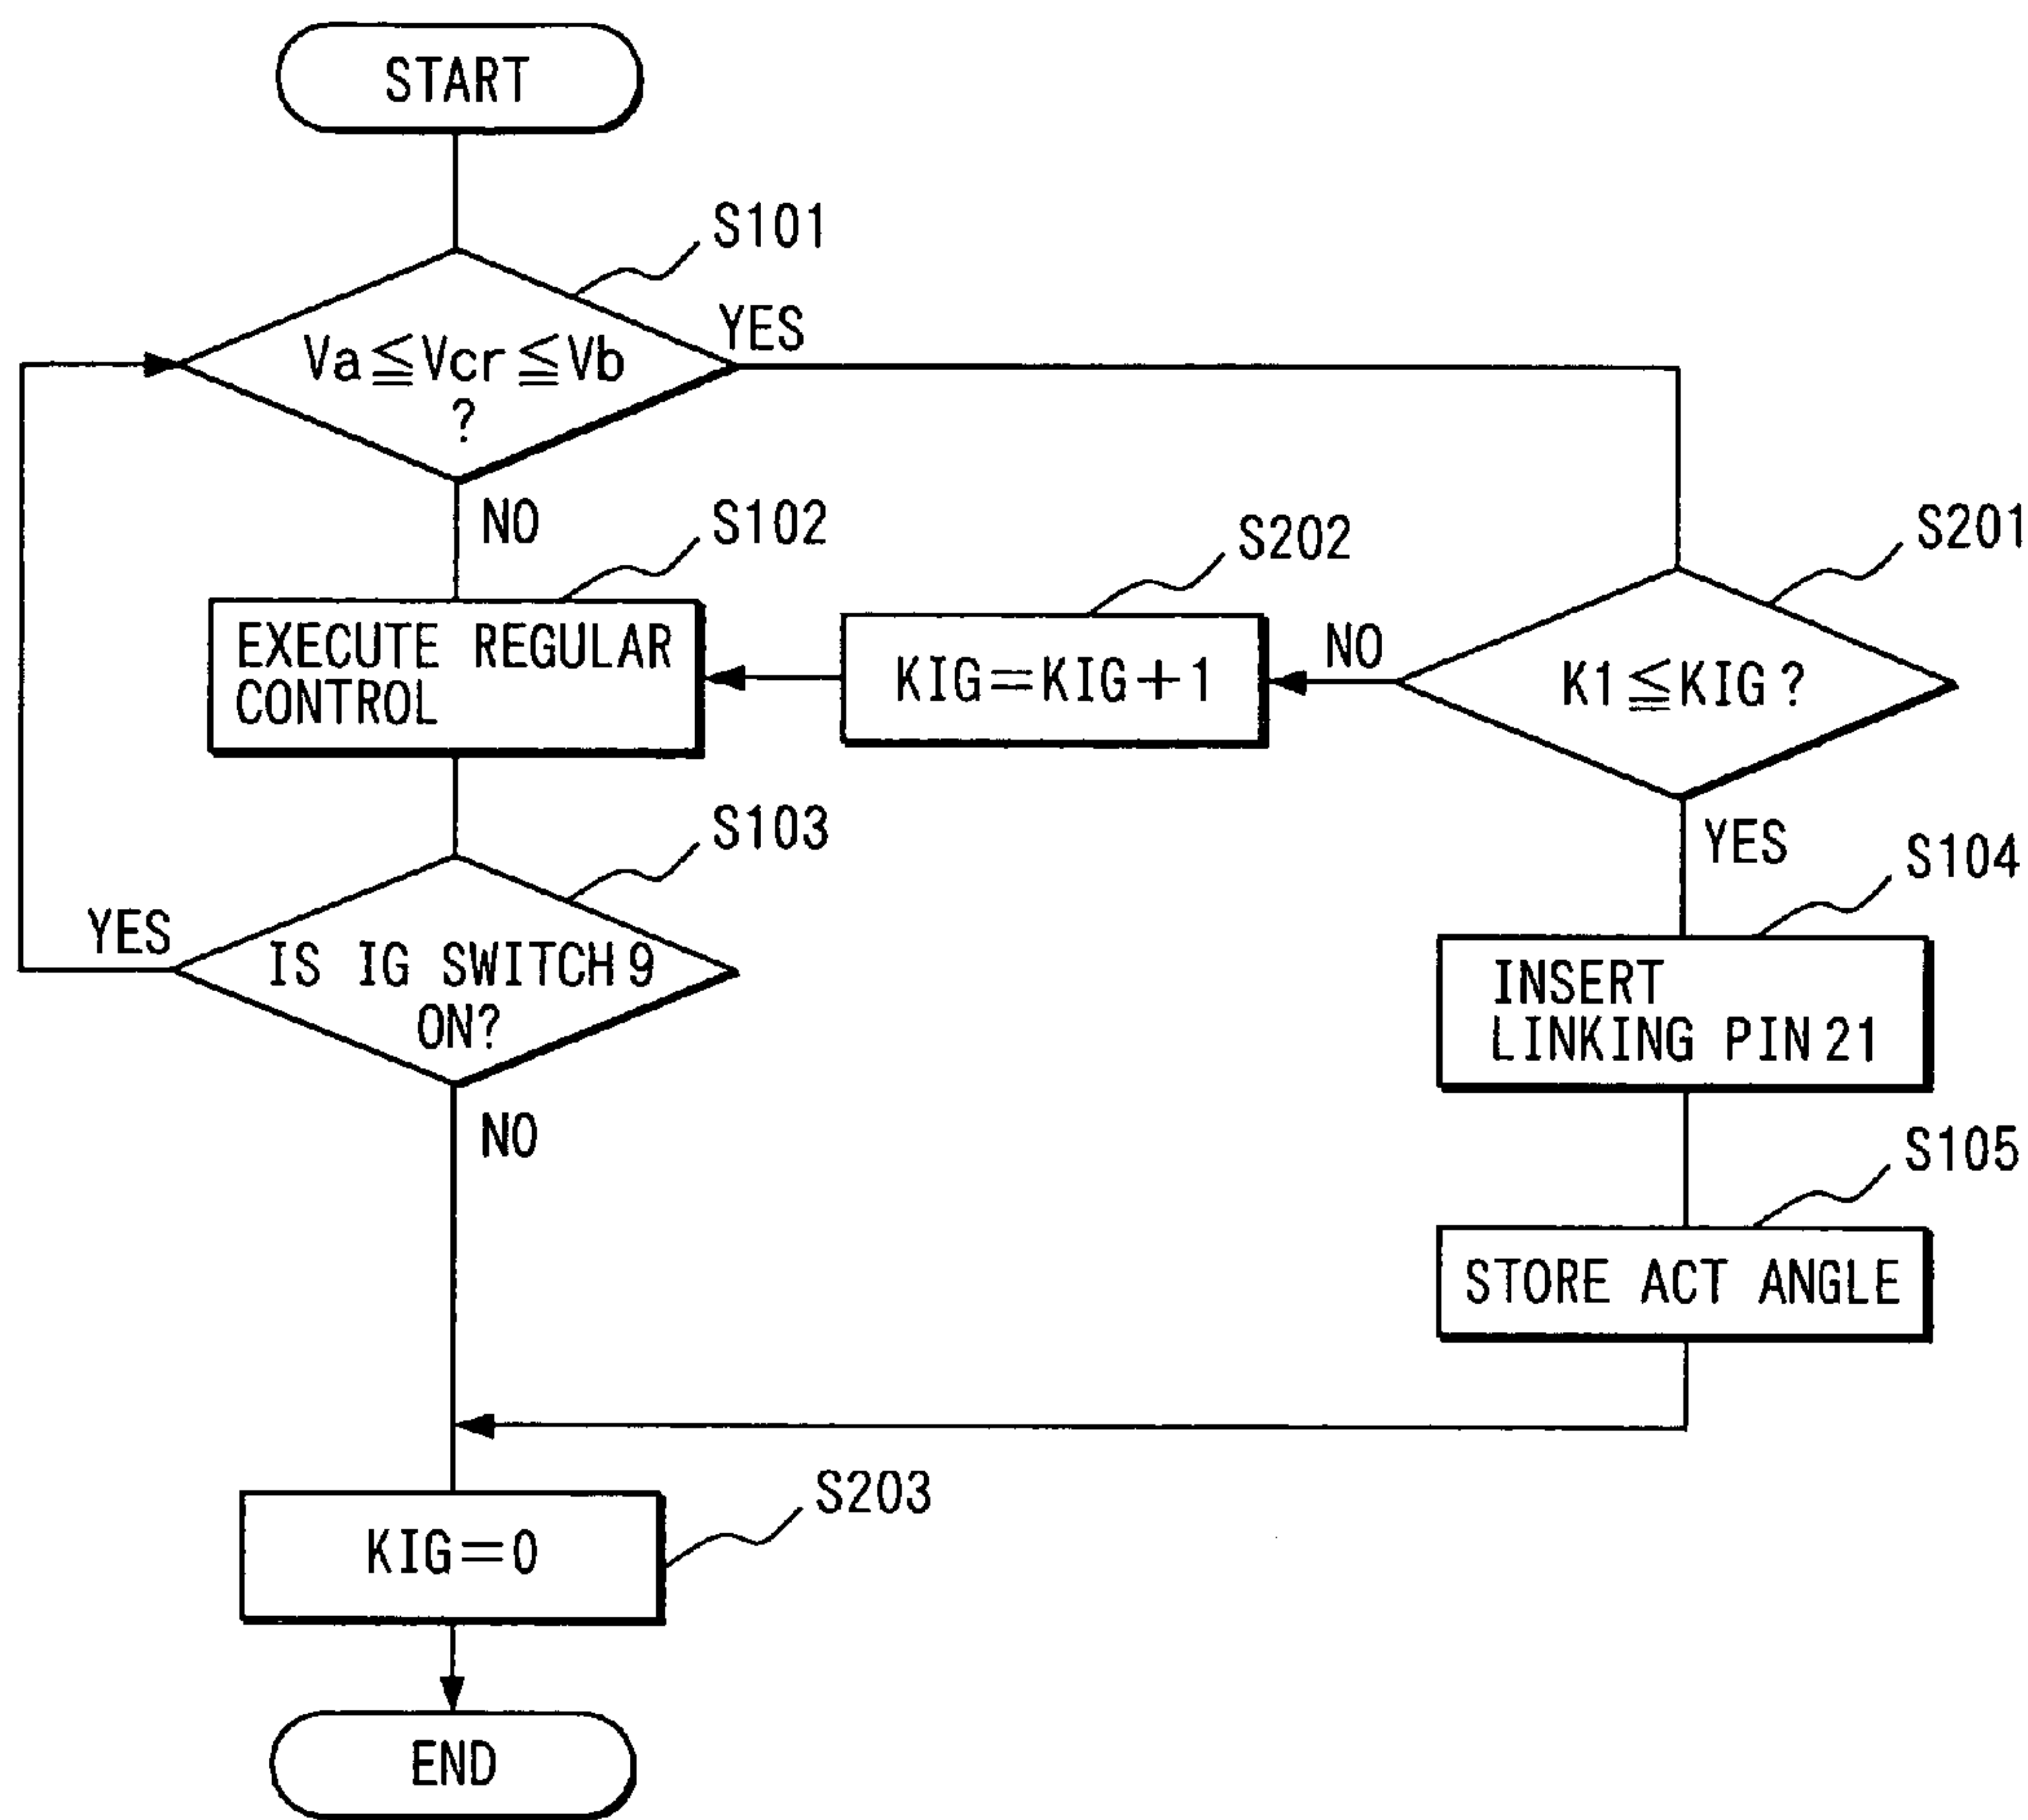 START
S101
Va≦Vcr≦Vb
?
YES
NO
S102
S202
S201
EXECUTE REGULAR
CONTROL
KIG=KIG+1
NO
K1≦KIG?
S103
YES
S104
YES
IS IG SWITCH 9
ON?
INSERT
LINKING PIN 21
NO
S105
STORE ACT ANGLE
S203
KIG=0
END